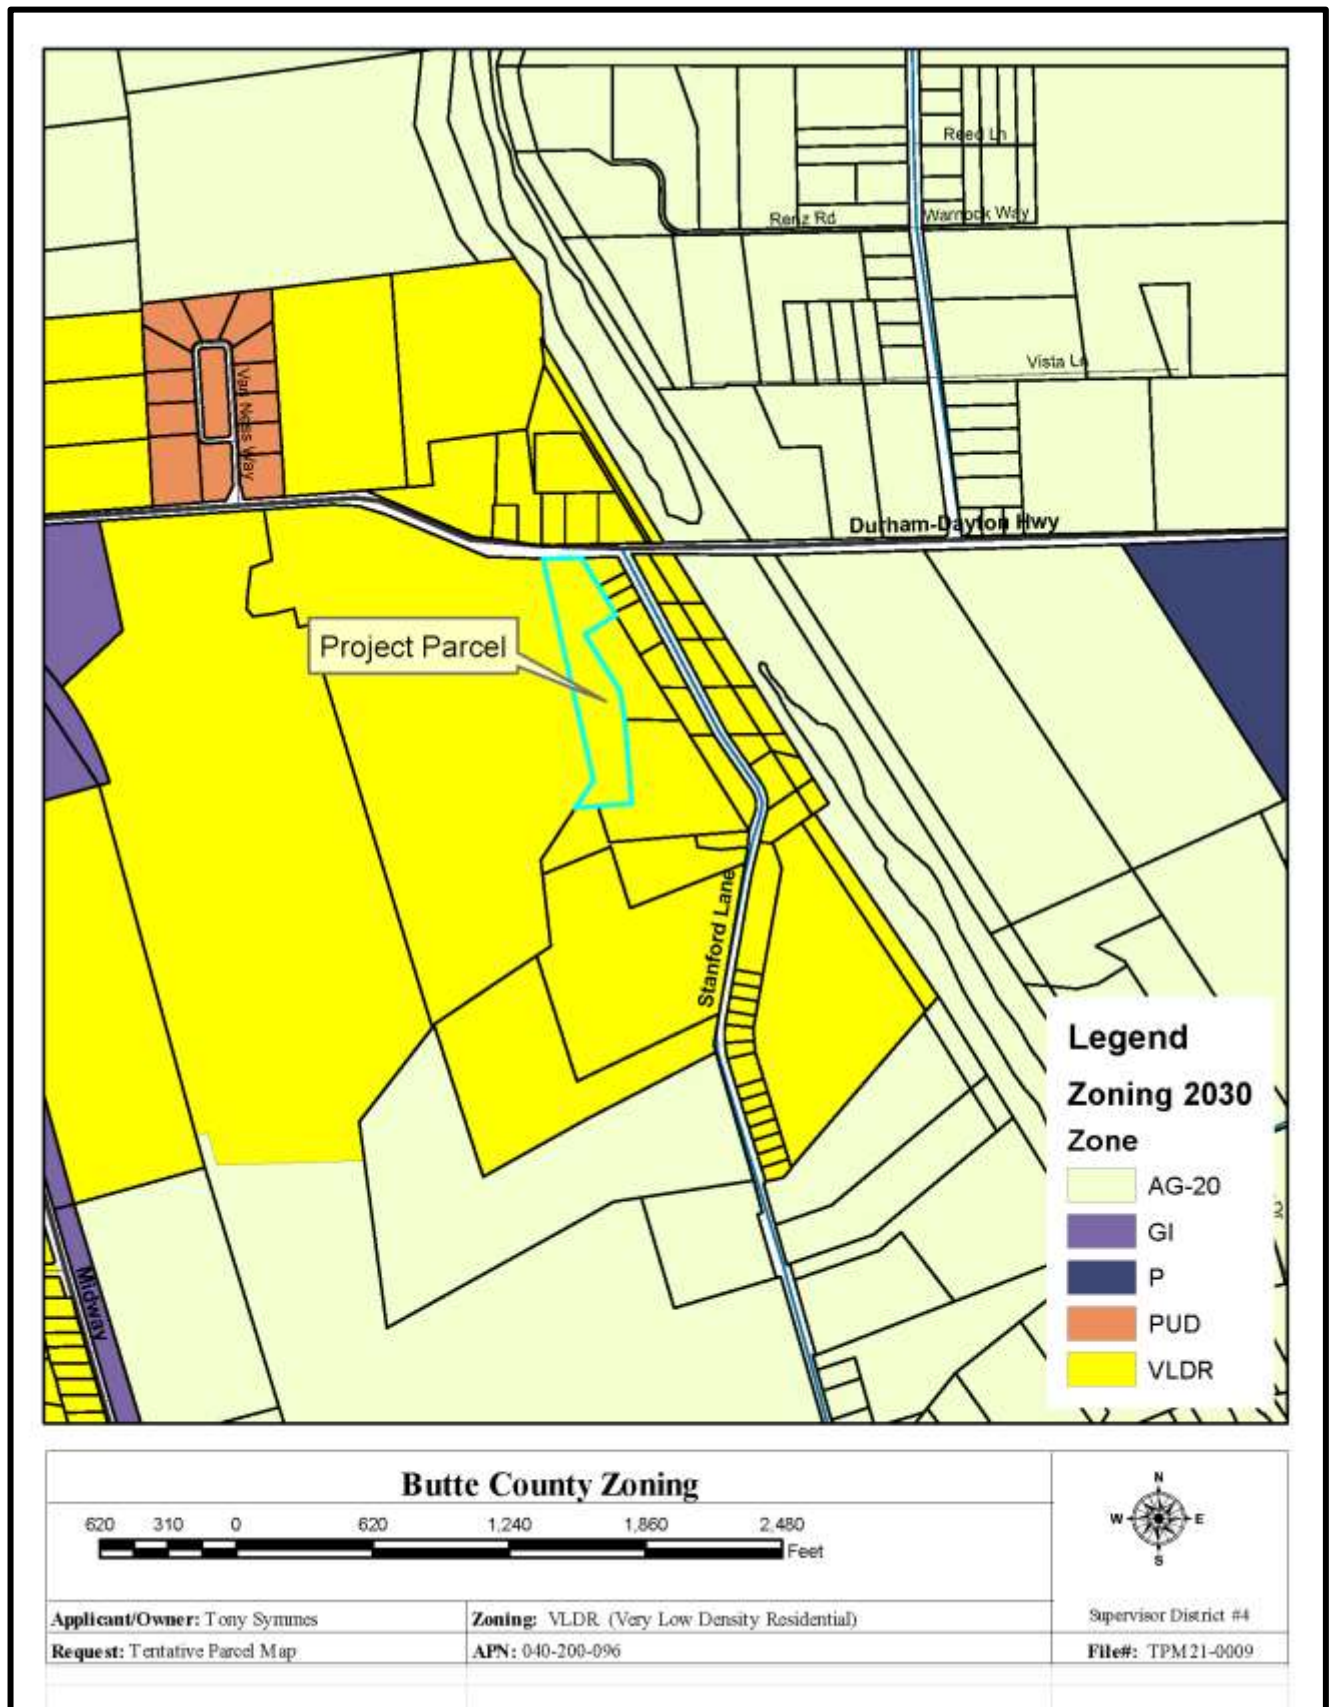 Reed Ln
Renz Rd
Warnock Way
Vista Ln
Van Ness Way
Durham-Dayton Hwy
Project Parcel
Stanford Lane
Midway
Legend
Zoning 2030
Zone
AG-20
GI
P
PUD
VLDR
Butte County Zoning
620 310 0 620 1,240 1,860 2,480
Feet
N
W E
S
Applicant/Owner: Tony Symmes
Zoning: VLDR (Very Low Density Residential)
Supervisor District #4
Request: Tentative Parcel Map
APN: 040-200-096
File#: TPM21-0009